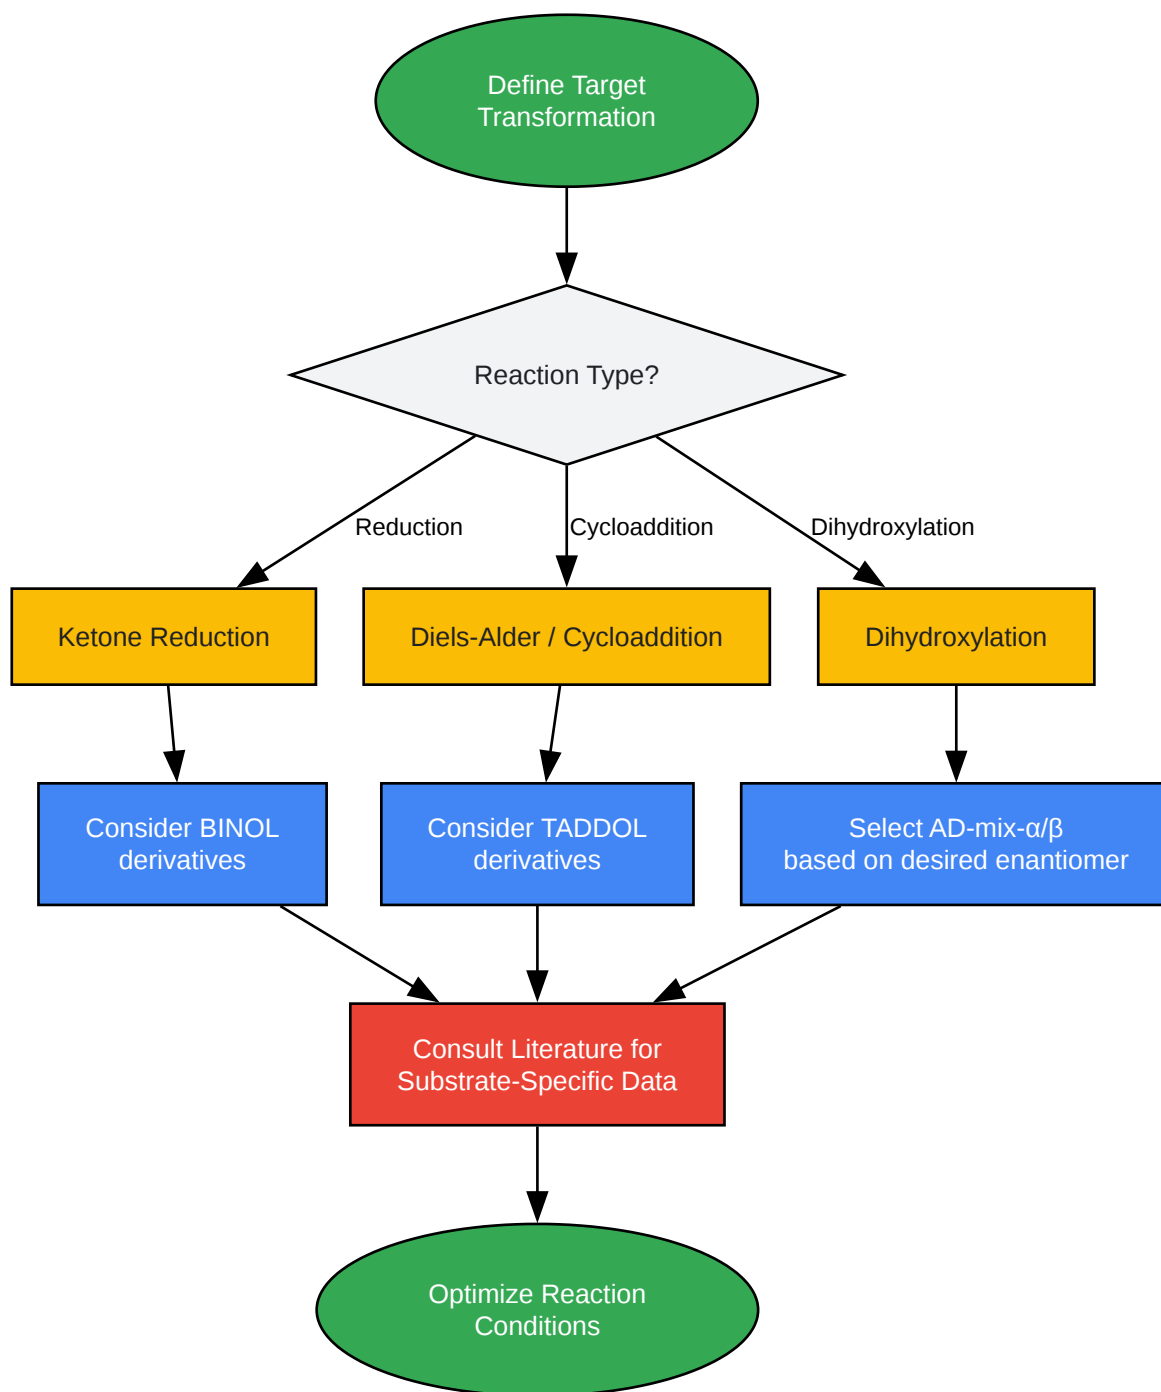 Define Target
Transformation
Reaction Type?
Reduction
Cycloaddition
Dihydroxylation
Ketone Reduction
Diels-Alder / Cycloaddition
Dihydroxylation
Consider BINOL
derivatives
Consider TADDOL
derivatives
Select AD-mix-α/β
based on desired enantiomer
Consult Literature for
Substrate-Specific Data
Optimize Reaction
Conditions